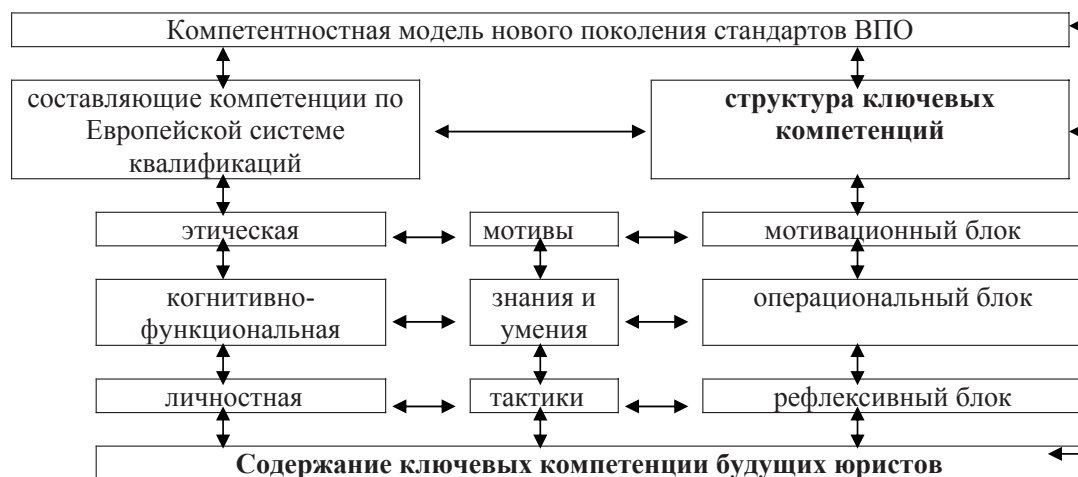 Компетентностная модель нового поколения стандартов ВПО
составляющие компетенции по
Европейской системе
квалификаций
структура ключевых
компетенций
этическая
мотивы
мотивационный блок
когнитивно-
функциональная
знания и
умения
операциональный блок
личностная
тактики
рефлексивный блок
Содержание ключевых компетенции будущих юристов